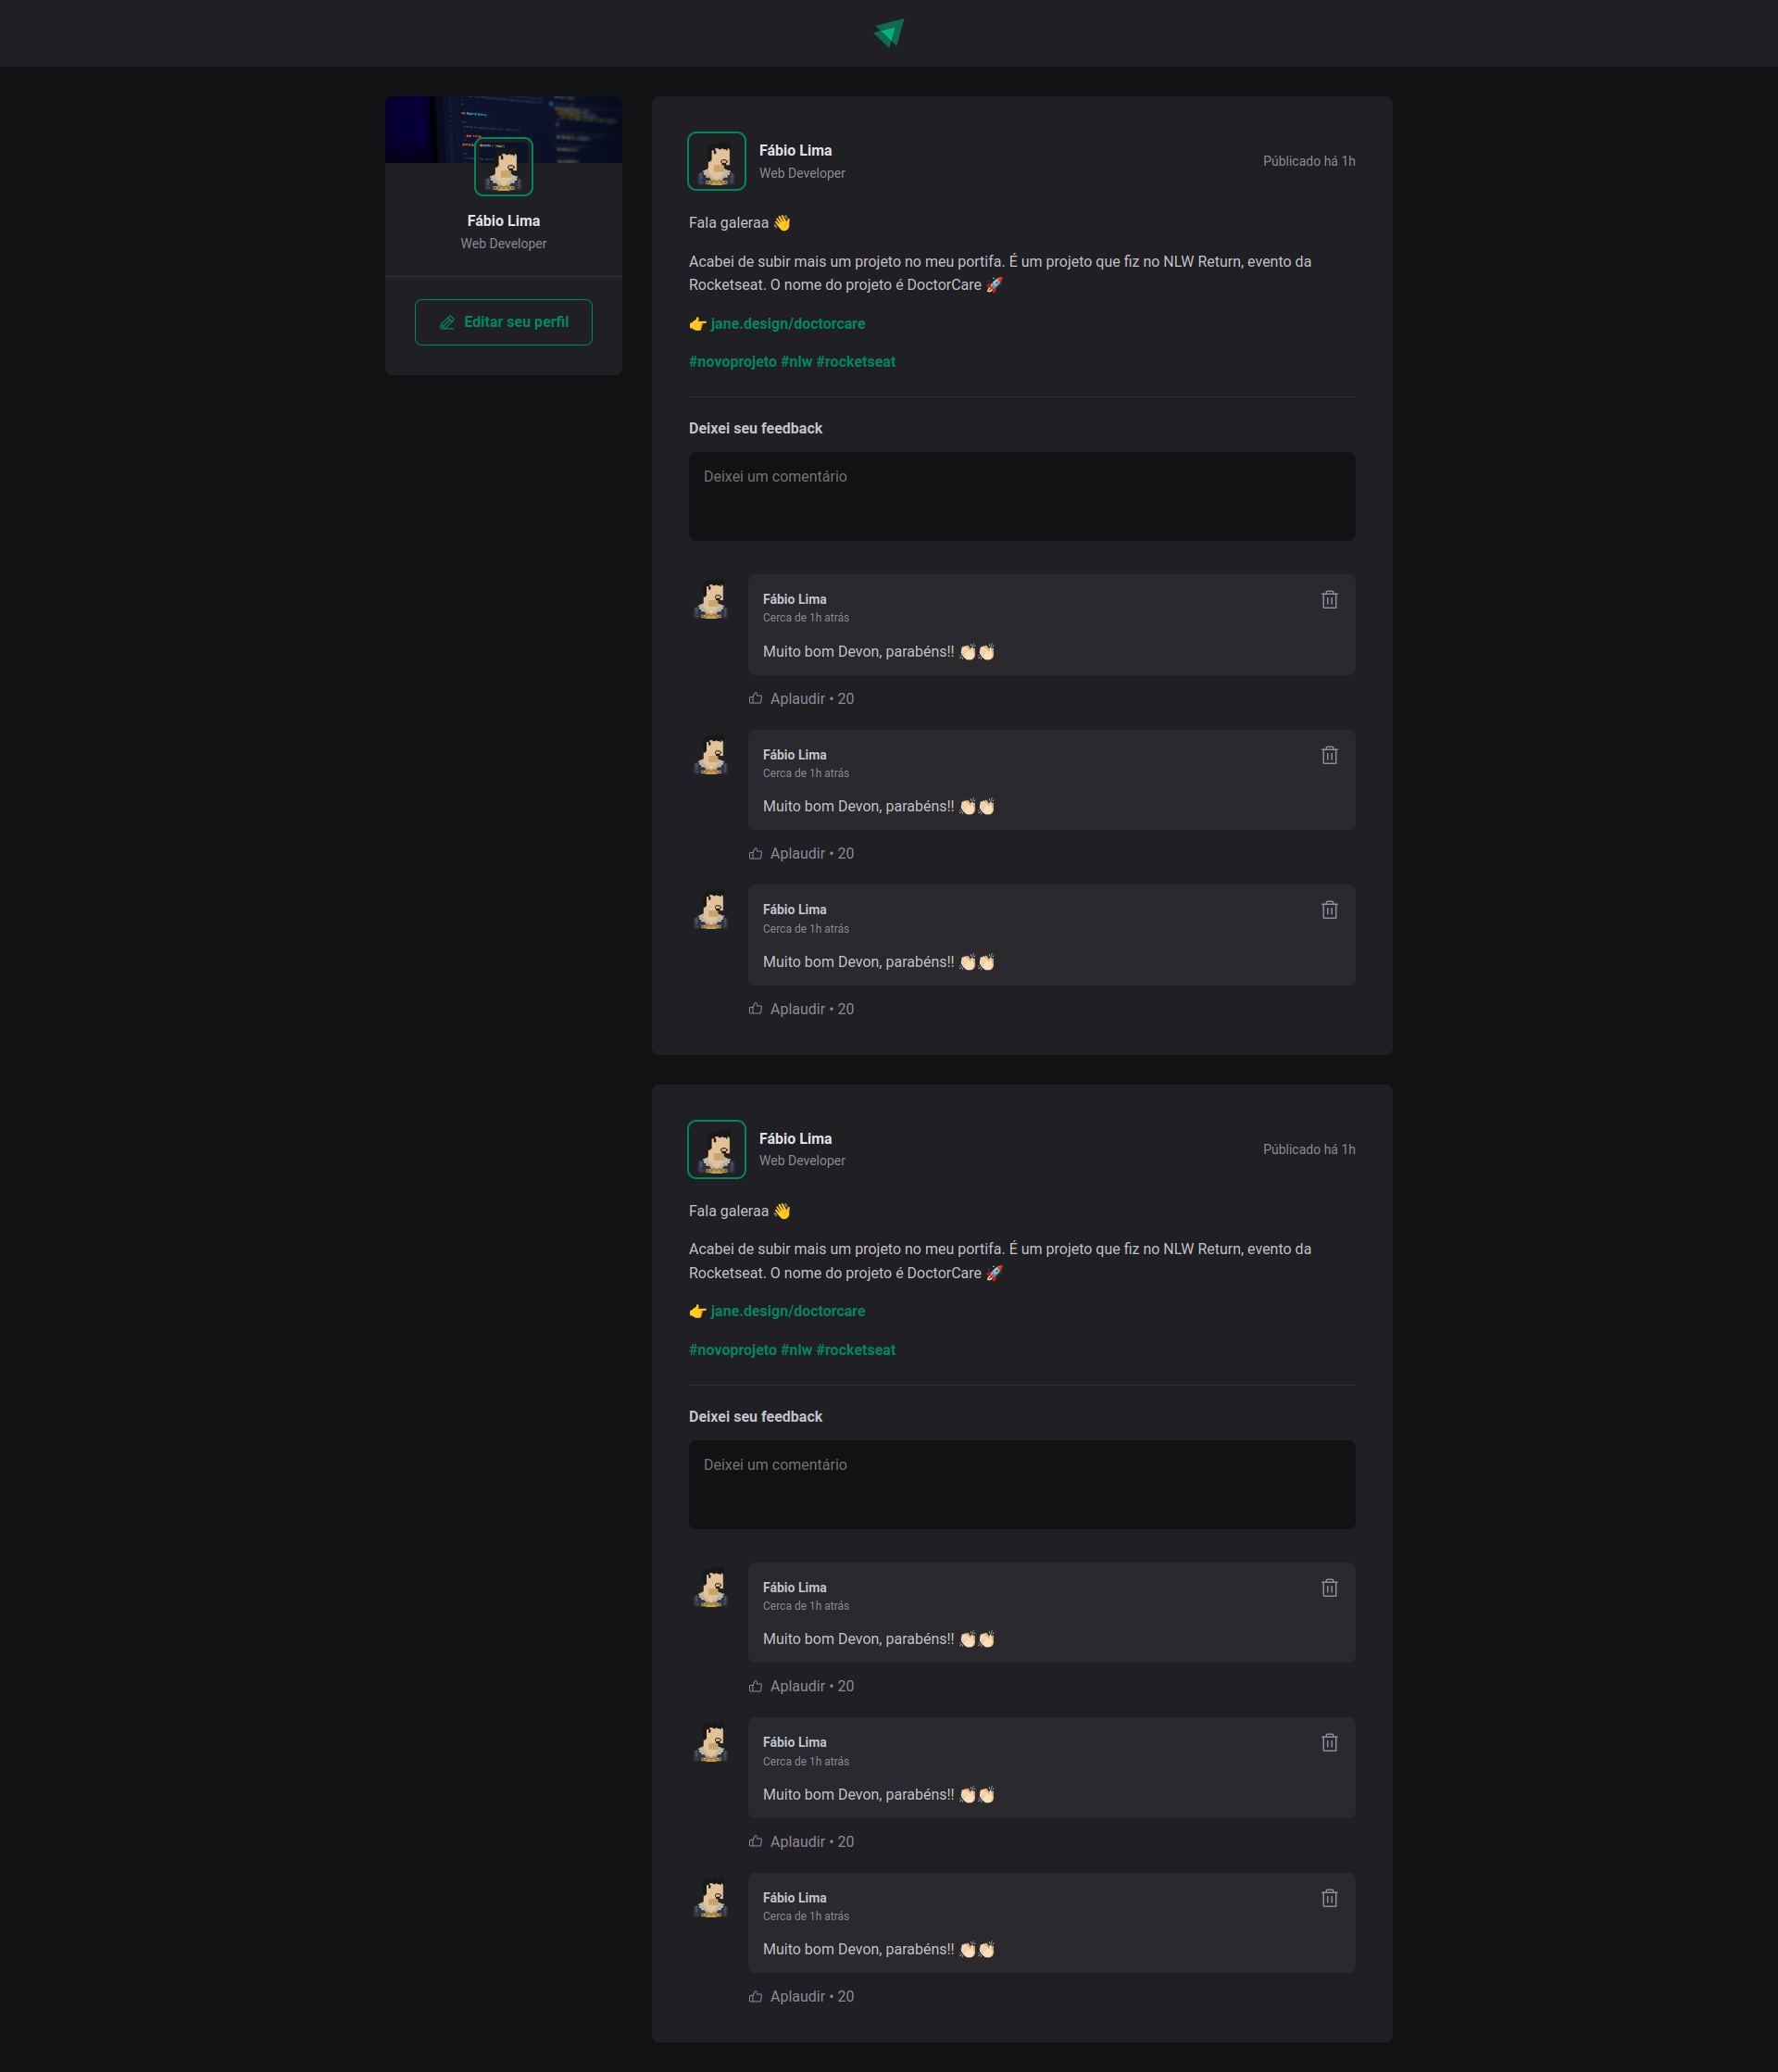 Fábio Lima
Web Developer
Editar seu perfil
Fábio Lima
Web Developer
Públicado há 1h
Fala galeraa 👋
Acabei de subir mais um projeto no meu portifa. É um projeto que fiz no NLW Return, evento da
Rocketseat. O nome do projeto é DoctorCare 🚀
👉 jane.design/doctorcare
#novoprojeto #nlw #rocketseat
Deixei seu feedback
Deixei um comentário
Fábio Lima
Cerca de 1h atrás
Muito bom Devon, parabéns!! 👏🏻👏🏻
Aplaudir • 20
Fábio Lima
Cerca de 1h atrás
Muito bom Devon, parabéns!! 👏🏻👏🏻
Aplaudir • 20
Fábio Lima
Cerca de 1h atrás
Muito bom Devon, parabéns!! 👏🏻👏🏻
Aplaudir • 20
Fábio Lima
Web Developer
Públicado há 1h
Fala galeraa 👋
Acabei de subir mais um projeto no meu portifa. É um projeto que fiz no NLW Return, evento da
Rocketseat. O nome do projeto é DoctorCare 🚀
👉 jane.design/doctorcare
#novoprojeto #nlw #rocketseat
Deixei seu feedback
Deixei um comentário
Fábio Lima
Cerca de 1h atrás
Muito bom Devon, parabéns!! 👏🏻👏🏻
Aplaudir • 20
Fábio Lima
Cerca de 1h atrás
Muito bom Devon, parabéns!! 👏🏻👏🏻
Aplaudir • 20
Fábio Lima
Cerca de 1h atrás
Muito bom Devon, parabéns!! 👏🏻👏🏻
Aplaudir • 20